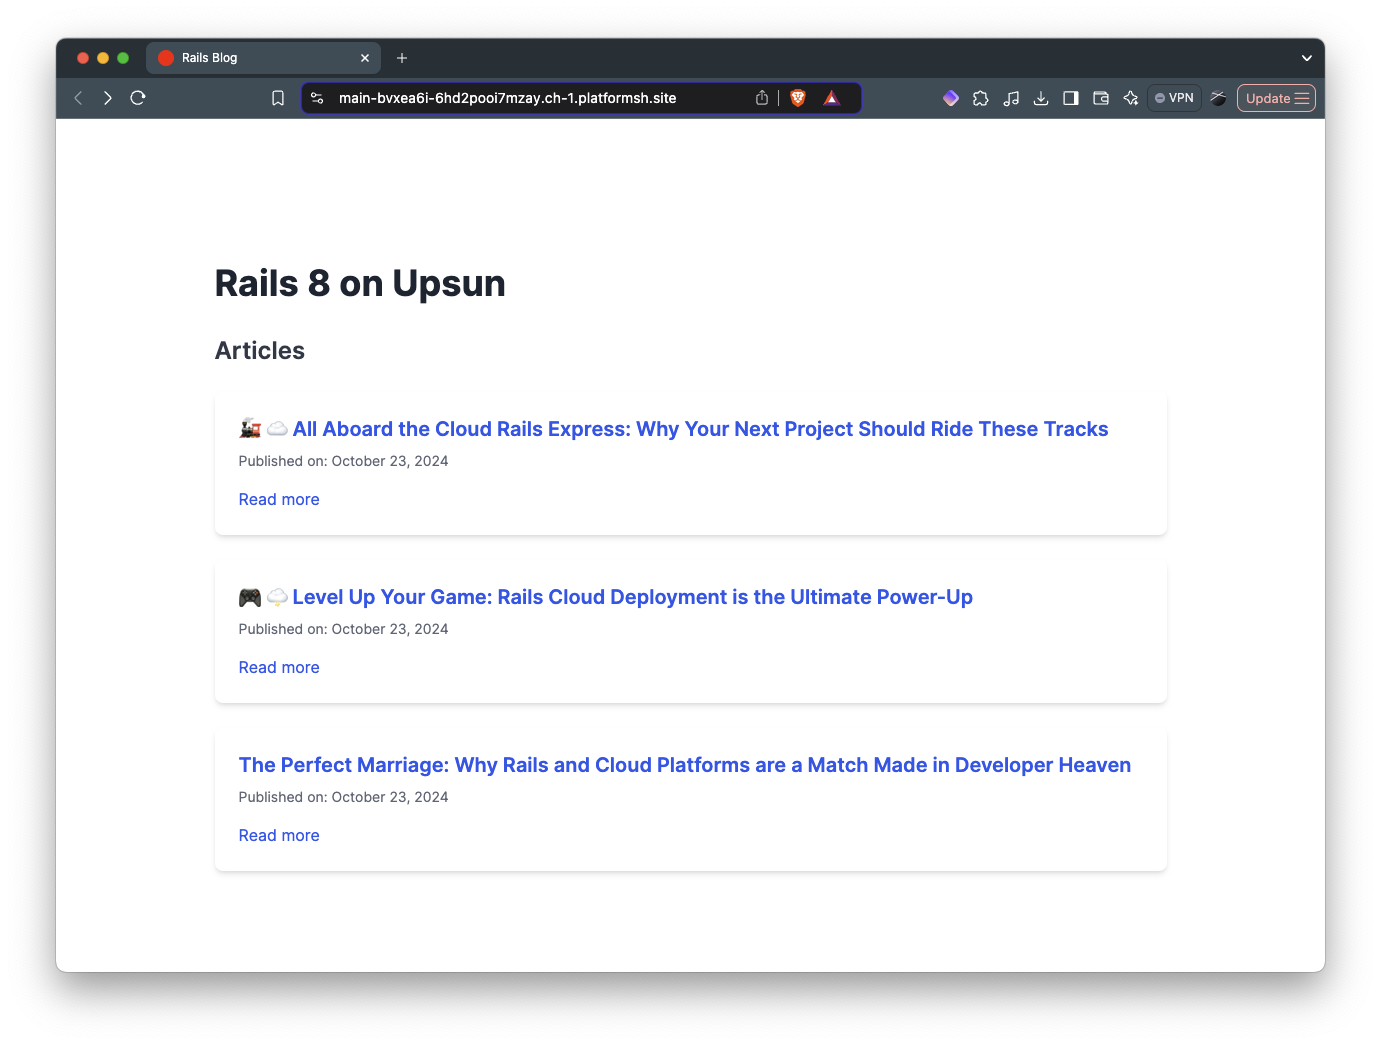 Rails Blog
main-bvxea6i-6hd2pooi7mzay.ch-1.platformsh.site
VPN
Update
Rails 8 on Upsun
Articles
🚂☁️ All Aboard the Cloud Rails Express: Why Your Next Project Should Ride These Tracks
Published on: October 23, 2024
Read more
🎮🌩️ Level Up Your Game: Rails Cloud Deployment is the Ultimate Power-Up
Published on: October 23, 2024
Read more
The Perfect Marriage: Why Rails and Cloud Platforms are a Match Made in Developer Heaven
Published on: October 23, 2024
Read more